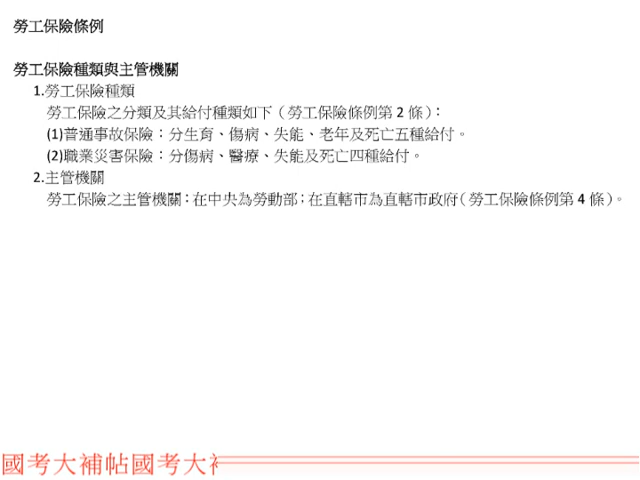 勞工保險條例
勞工保險種類與主管機關
1.勞工保險種類
勞工保險之分類及其給付種類如下（勞工保險條例第 2 條）：
(1)普通事故保險：分生育、傷病、失能、老年及死亡五種給付。
(2)職業災害保險：分傷病、醫療、失能及死亡四種給付。
2.主管機關
勞工保險之主管機關：在中央為勞動部；在直轄市為直轄市政府（勞工保險條例第 4 條）。
國考大補帖國考大